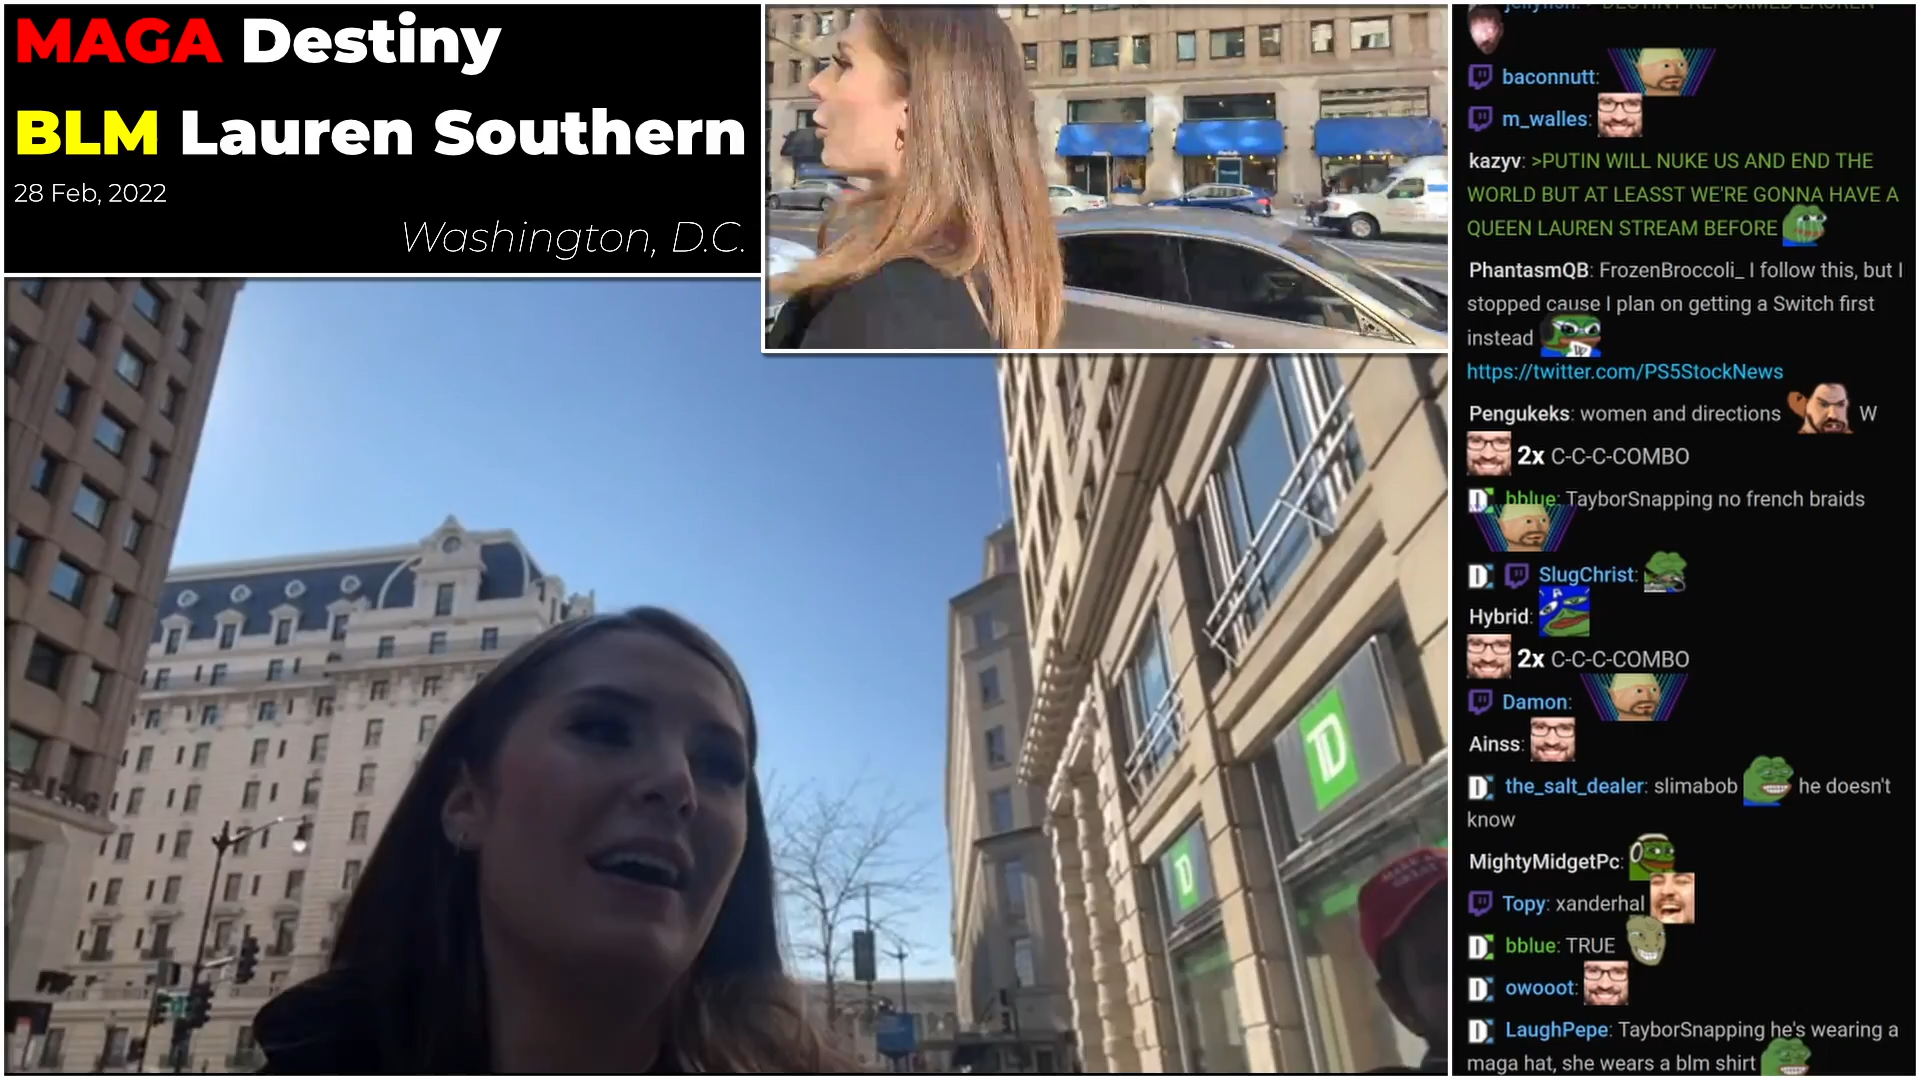 MAGA Destiny
BLM Lauren Southern
28 Feb, 2022
Washington, D.C.
TD
TD
baconnutt:
m_walles:
kazyv: >PUTIN WILL NUKE US AND END THE
WORLD BUT AT LEASST WE'RE GONNA HAVE A
QUEEN LAUREN STREAM BEFORE
PhantasmQB: FrozenBroccoli_ I follow this, but I
stopped cause I plan on getting a Switch first
instead
https://twitter.com/PS5StockNews
Pengukeks: women and directions W
2x C-C-C-COMBO
bblue: TayborSnapping no french braids
SlugChrist:
Hybrid:
2x C-C-C-COMBO
Damon:
Ainss:
the_salt_dealer: slimabob he doesn't
know
MightyMidgetPc:
Topy: xanderhal
bblue: TRUE
owooot:
LaughPepe: TayborSnapping he's wearing a
maga hat, she wears a blm shirt